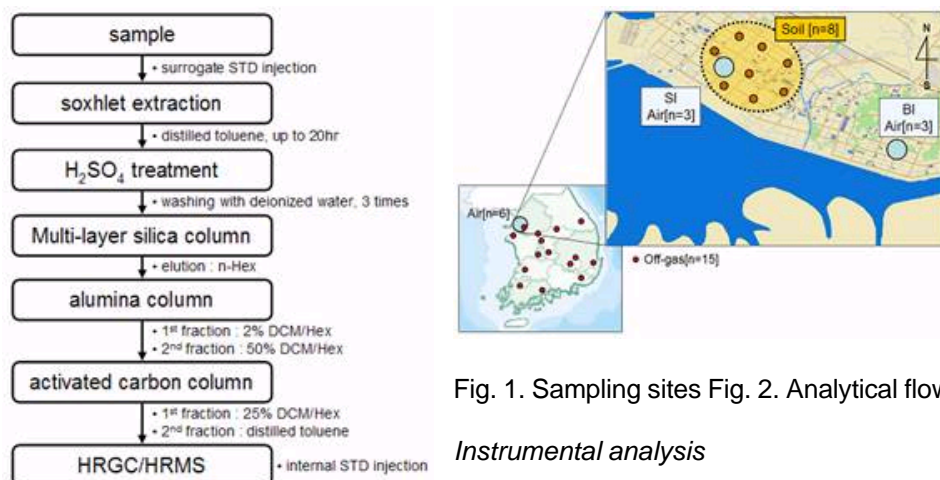 sample
• surrogate STD injection
soxhlet extraction
• distilled toluene, up to 20hr
H₂SO₄ treatment
• washing with deionized water, 3 times
Multi-layer silica column
• elution : n-Hex
alumina column
• 1st fraction : 2% DCM/Hex
• 2nd fraction : 50% DCM/Hex
activated carbon column
• 1st fraction : 25% DCM/Hex
• 2nd fraction : distilled toluene
HRGC/HRMS
• internal STD injection
Soil [n=8]
N
S
SI
Air[n=3]
BI
Air[n=3]
Air[n=6]
• Off-gas[n=15]
Fig. 1. Sampling sites Fig. 2. Analytical flow
Instrumental analysis